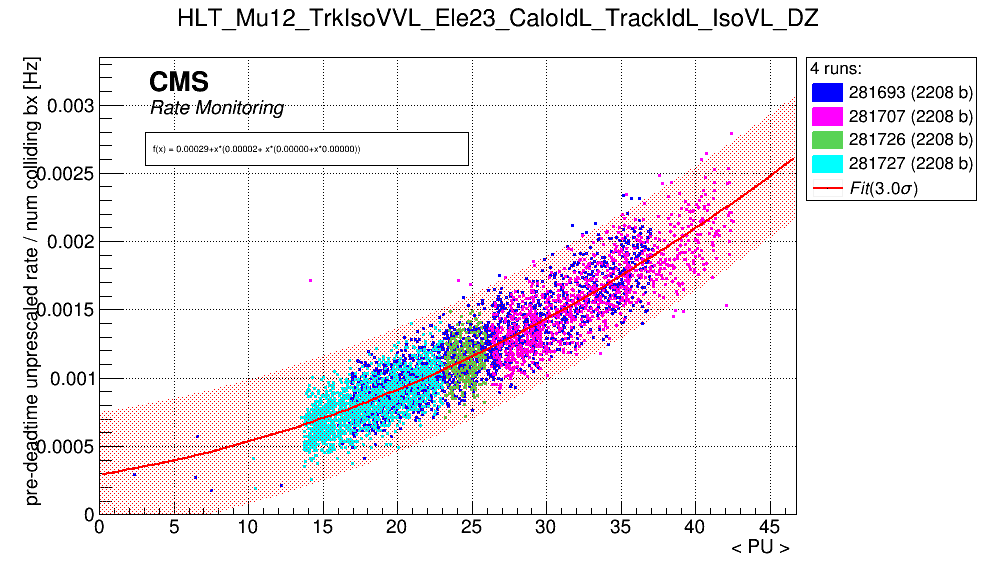 HLT_Mu12_TrkIsoVVL_Ele23_CaloIdL_TrackIdL_IsoVL_DZ
pre-deadtime unprescaled rate / num colliding bx [Hz]
CMS
Rate Monitoring
f(x) = 0.00029+x*(0.00002+ x*(0.00000+x*0.00000))
0.003
0.0025
0.002
0.0015
0.001
0.0005
0
0 5 10 15 20 25 30 35 40 45
< PU >
4 runs:
281693 (2208 b)
281707 (2208 b)
281726 (2208 b)
281727 (2208 b)
Fit(3.0σ)